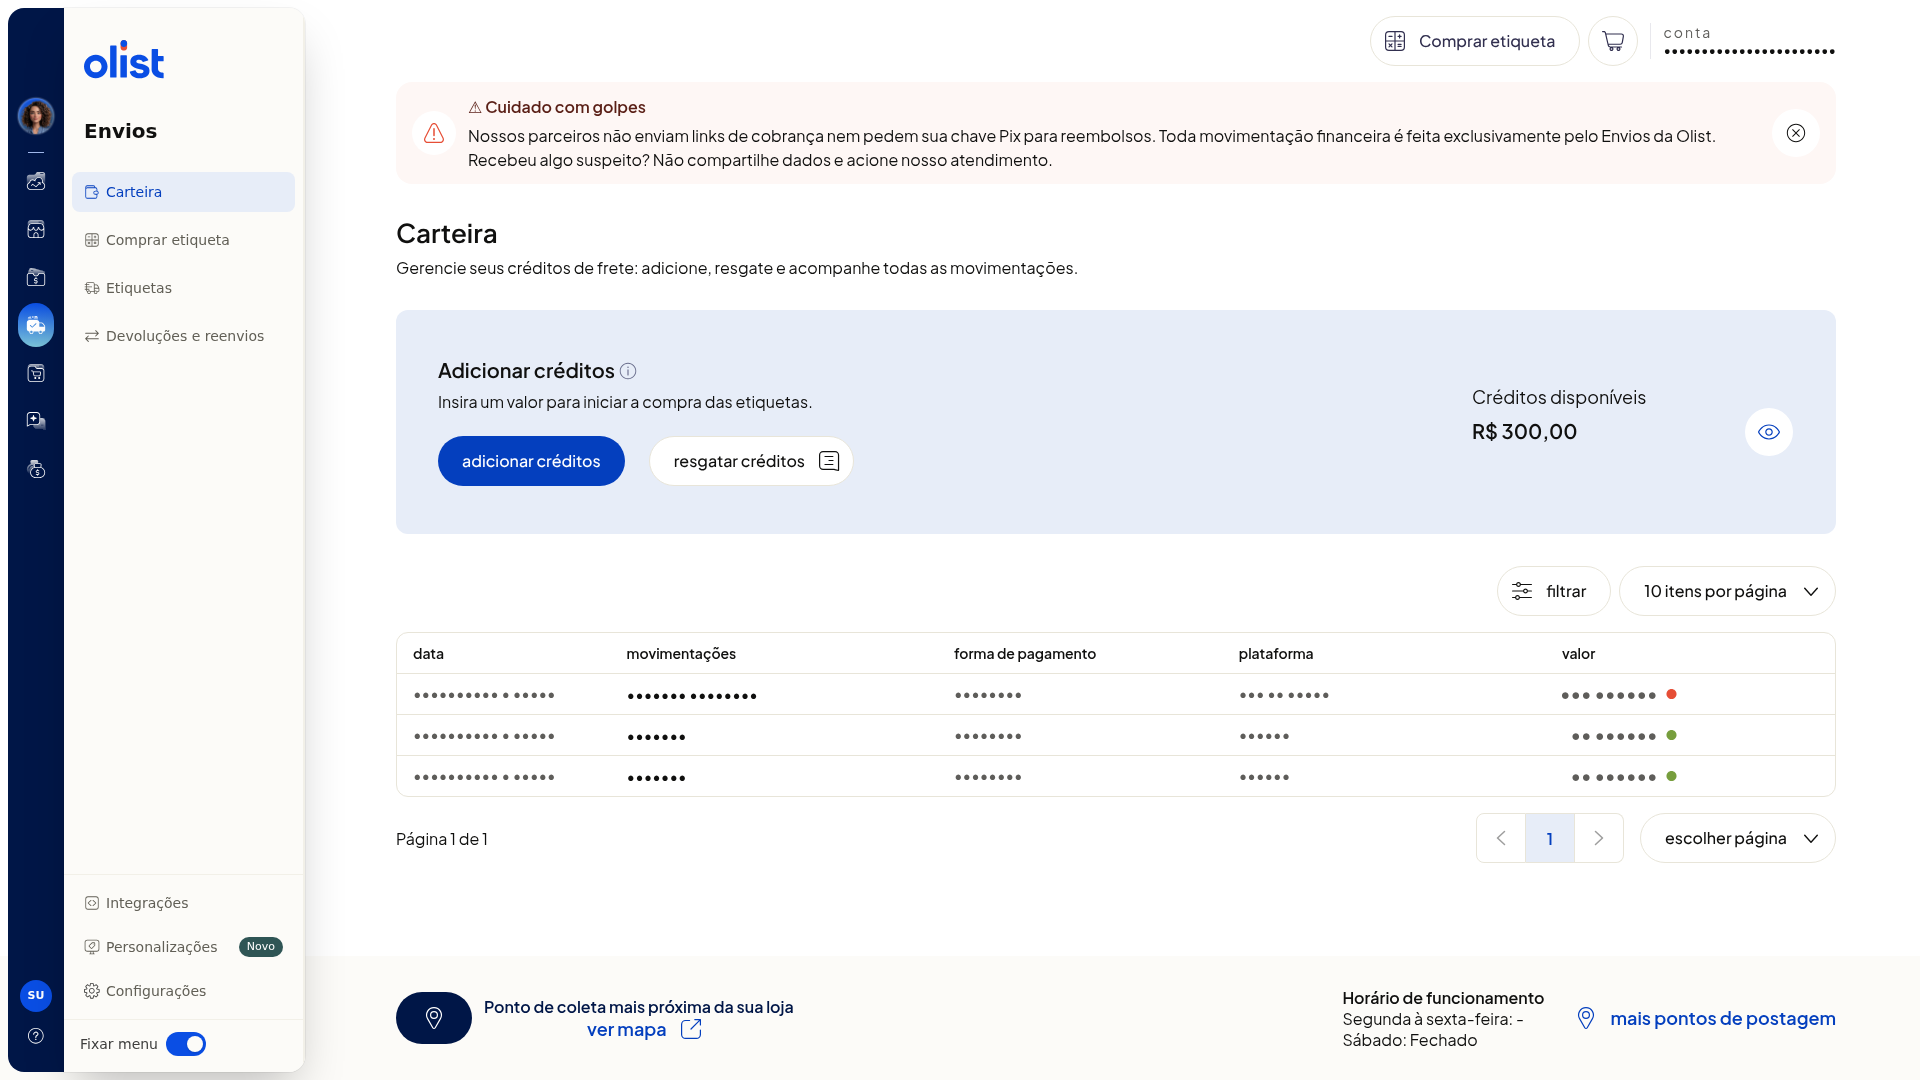 olist
Envios
Carteira
Comprar etiqueta
Etiquetas
Devoluções e reenvios
Integrações
Personalizações Novo
Configurações
SU
Fixar menu
Comprar etiqueta
conta
⚠ Cuidado com golpes
Nossos parceiros não enviam links de cobrança nem pedem sua chave Pix para reembolsos. Toda movimentação financeira é feita exclusivamente pelo Envios da Olist.
Recebeu algo suspeito? Não compartilhe dados e acione nosso atendimento.
Carteira
Gerencie seus créditos de frete: adicione, resgate e acompanhe todas as movimentações.
Adicionar créditos
Insira um valor para iniciar a compra das etiquetas.
adicionar créditos
resgatar créditos
Créditos disponíveis
R$ 300,00
filtrar
10 itens por página
data movimentações forma de pagamento plataforma valor
Página 1 de 1
1
escolher página
Ponto de coleta mais próxima da sua loja
ver mapa
Horário de funcionamento
Segunda à sexta-feira: -
Sábado: Fechado
mais pontos de postagem